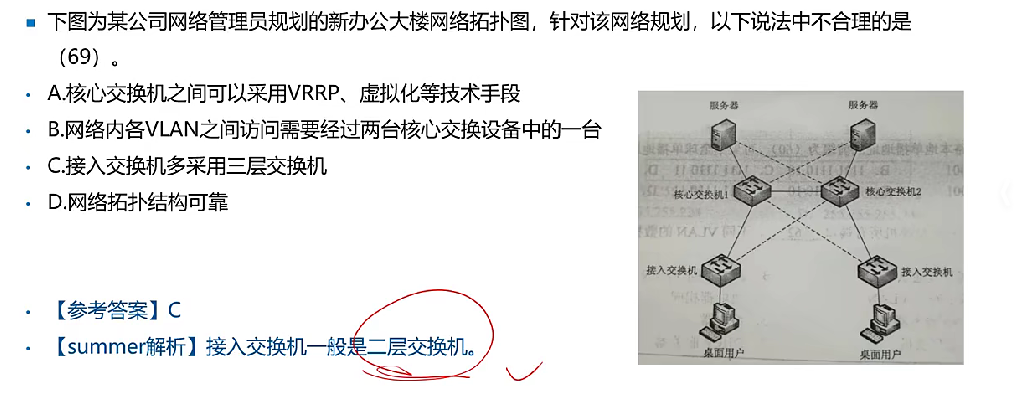 下图为某公司网络管理员规划的新办公大楼网络拓扑图，针对该网络规划，以下说法中不合理的是
（69）。
A.核心交换机之间可以采用VRRP、虚拟化等技术手段
B.网络内各VLAN之间访问需要经过两台核心交换设备中的一台
C.接入交换机多采用三层交换机
D.网络拓扑结构可靠
【参考答案】C
【summer解析】接入交换机一般是二层交换机。
服务器
服务器
核心交换机1
核心交换机2
接入交换机
接入交换机
桌面用户
桌面用户